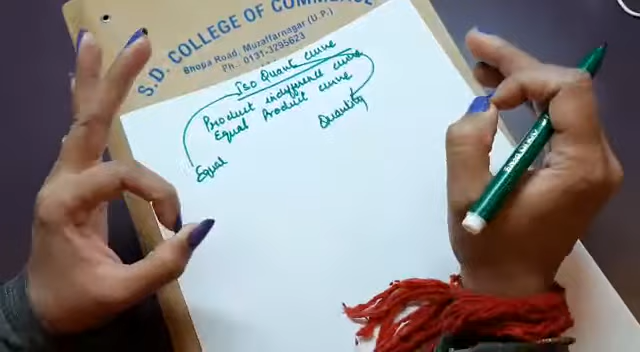 S.D. COLLEGE OF COMMERCE
Bhopa Road, Muzaffarnagar (U.P.)
Ph.: 0131-3295623
Iso Quant curve
Product indifference curve
Equal Product curve
Quantity
Equal